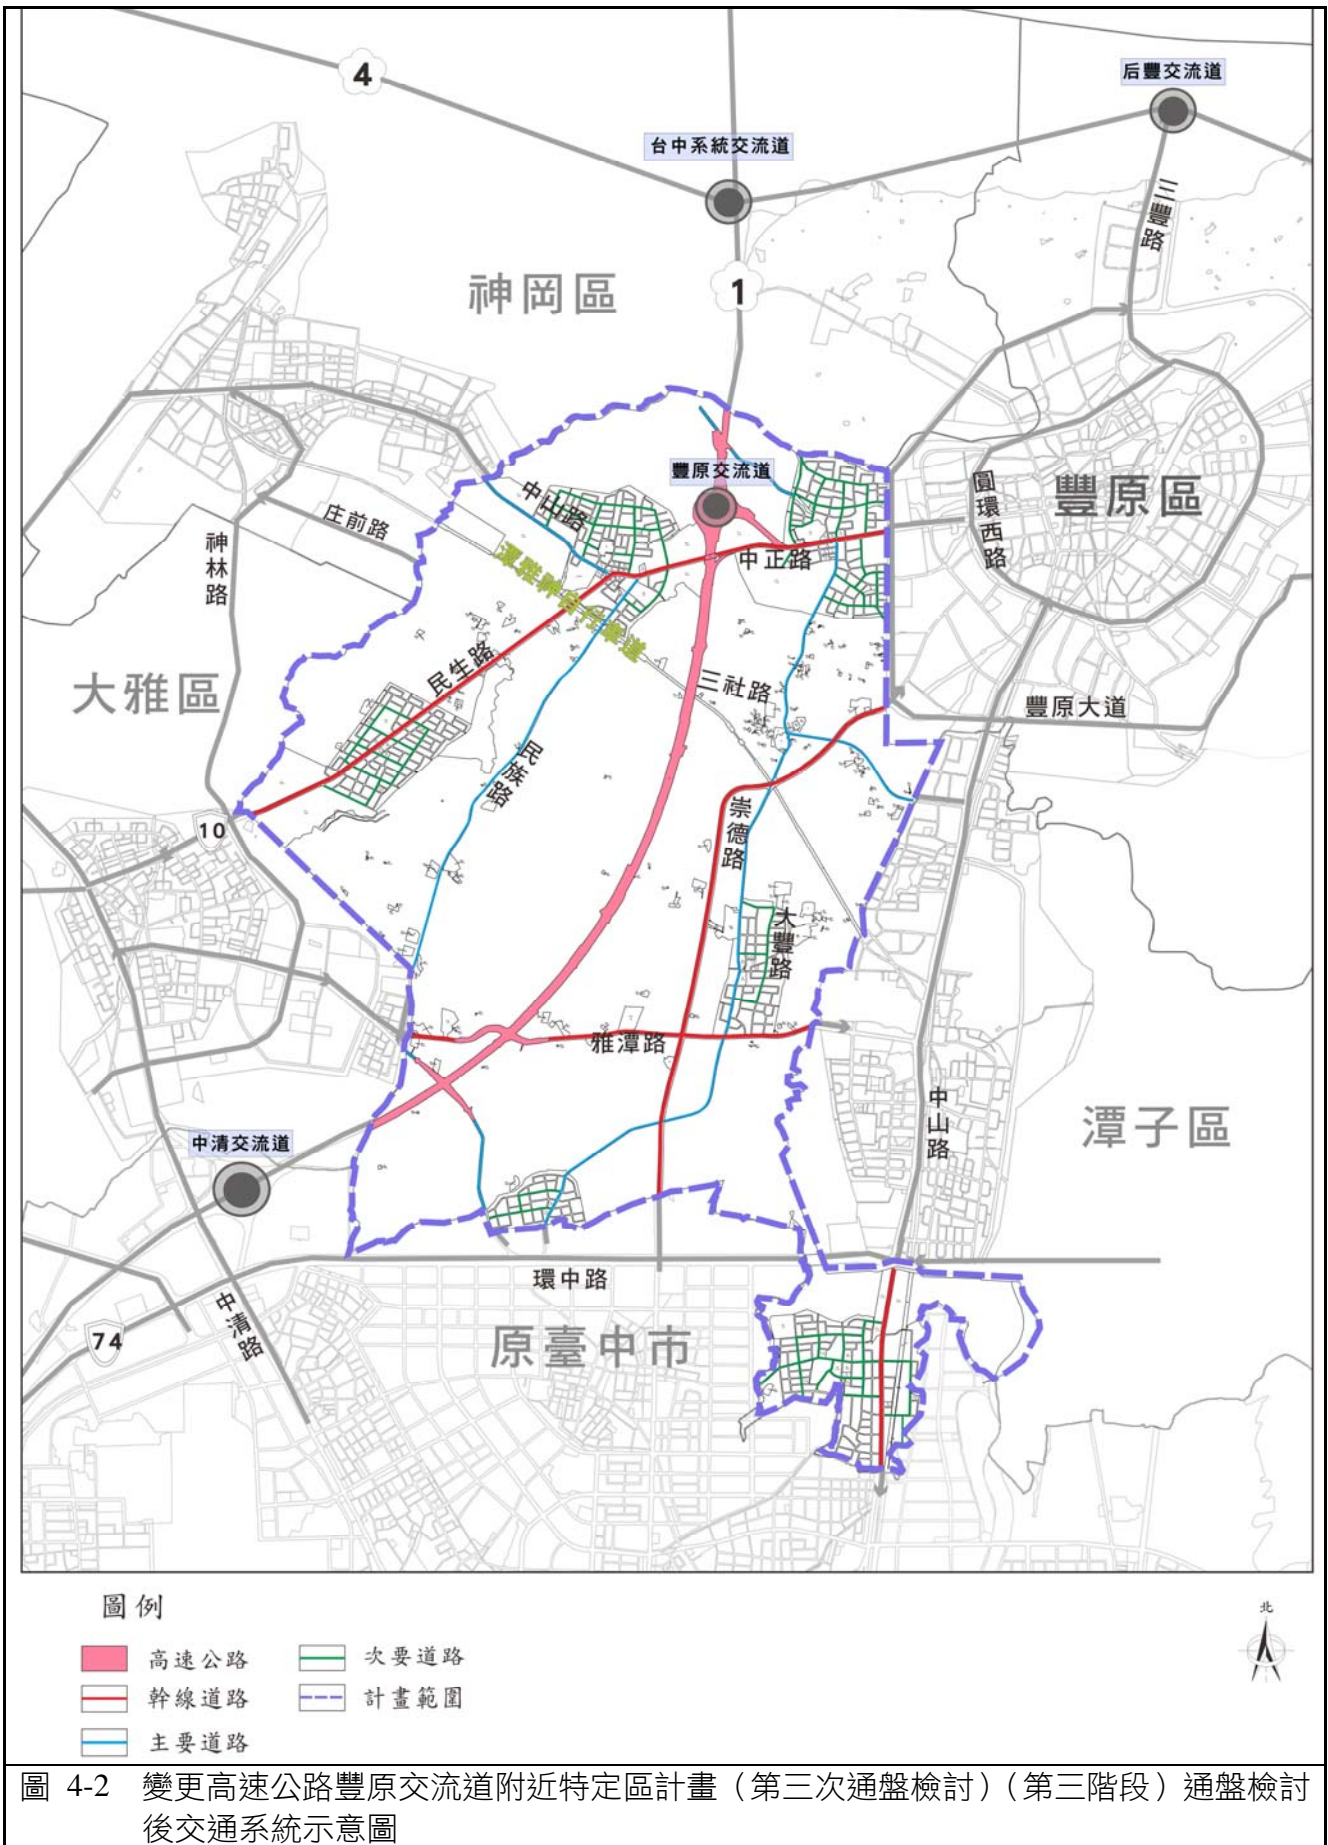 4
后豐交流道
台中系統交流道
三豐路
神岡區
1
豐原交流道
圓環西路
豐原區
中山路
庄前路
神林路
中正路
潭雅神自行車道
大雅區
民生路
三社路
豐原大道
民族路
崇德路
10
大豐路
雅潭路
中山路
潭子區
中清交流道
環中路
中清路
74
原臺中市
圖例
北
高速公路
次要道路
幹線道路
計畫範圍
主要道路
圖 4-2 變更高速公路豐原交流道附近特定區計畫（第三次通盤檢討）（第三階段）通盤檢討
後交通系統示意圖